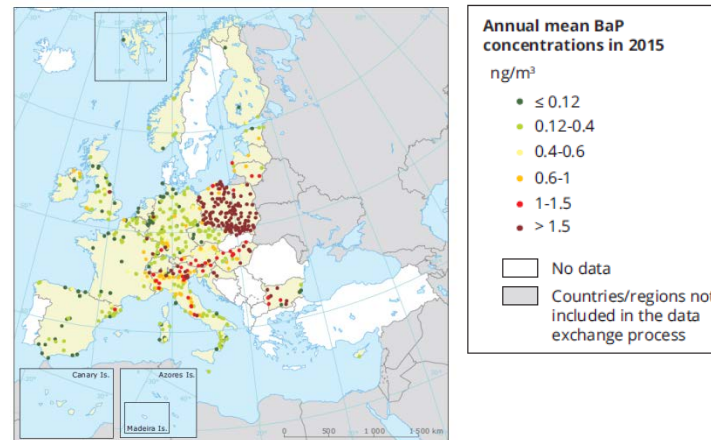 Annual mean BaP
concentrations in 2015
ng/m³
≤ 0.12
0.12-0.4
0.4-0.6
0.6-1
1-1.5
> 1.5
No data
Countries/regions not
included in the data
exchange process
Canary Is.
Azores Is.
Madeira Is.
0 500 1 000 1 500 km